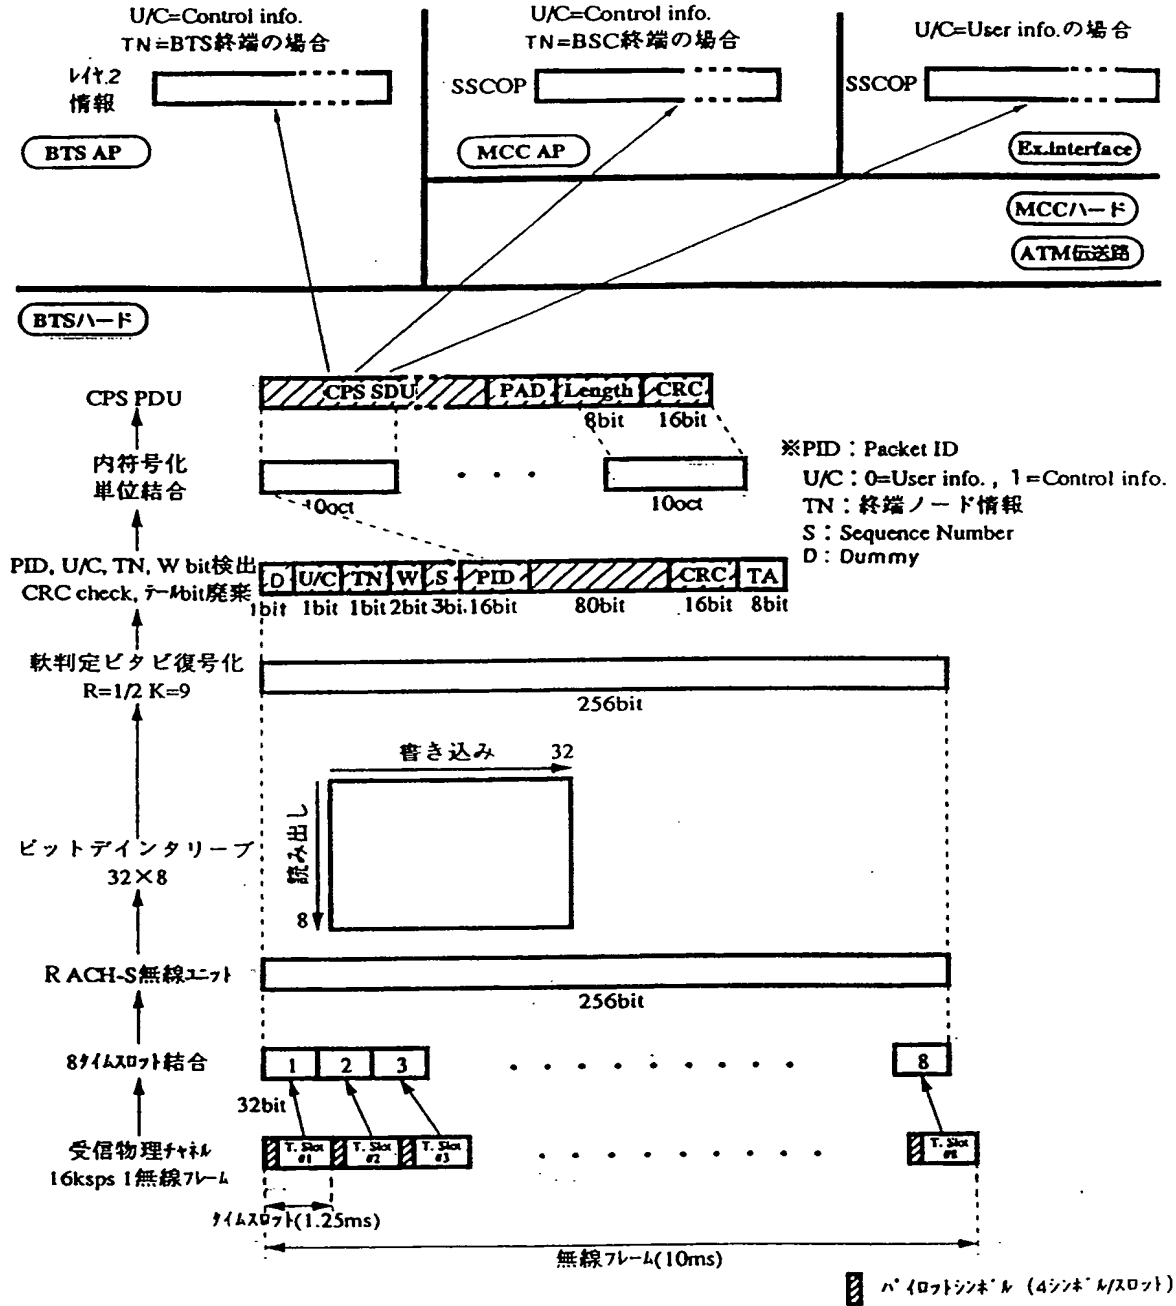 U/C=Control info.
TN=BTS終端の場合
U/C=Control info.
TN=BSC終端の場合
U/C=User info.の場合
ﾚｲﾔ.2
情報
SSCOP
SSCOP
BTS AP
MCC AP
Ex.interface
MCCハード
ATM伝送路
BTSハード
CPS PDU
CPS SDU
PAD
Length
CRC
8bit
16bit
内符号化
単位結合
10oct
10oct
※PID：Packet ID
U/C：0=User info. , 1=Control info.
TN：終端ノード情報
S：Sequence Number
D：Dummy
PID, U/C, TN, W bit検出
CRC check, ﾃｰﾙbit廃棄
D
U/C
TN
W
S
PID
CRC
TA
1bit
1bit
1bit
2bit
3bi.
16bit
80bit
16bit
8bit
軟判定ビタビ復号化
R=1/2 K=9
256bit
書き込み
32
読み出し
8
ビットデインタリーブ
32×8
RACH-S無線ﾕﾆｯﾄ
256bit
8ﾀｲﾑｽﾛｯﾄ結合
1
2
3
8
32bit
受信物理ﾁｬﾈﾙ
16ksps 1無線ﾌﾚｰﾑ
T. Slot
#1
T. Slot
#2
T. Slot
#3
T. Slot
#8
ﾀｲﾑｽﾛｯﾄ(1.25ms)
無線ﾌﾚｰﾑ(10ms)
ﾊﾟｲﾛｯﾄｼﾝﾎﾞﾙ (4ｼﾝﾎﾞﾙ/ｽﾛｯﾄ)